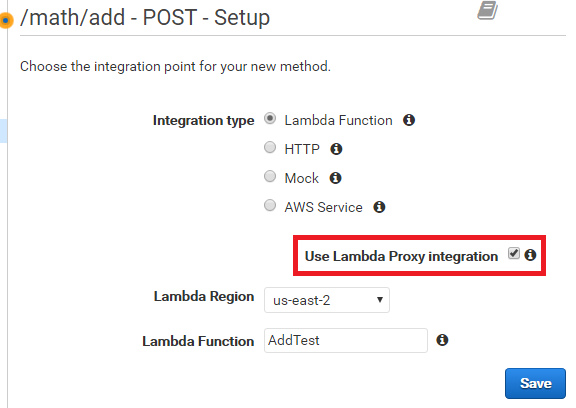 /math/add - POST - Setup
Choose the integration point for your new method.
Integration type
Lambda Function
HTTP
Mock
AWS Service
Use Lambda Proxy integration
Lambda Region us-east-2
Lambda Function AddTest
Save